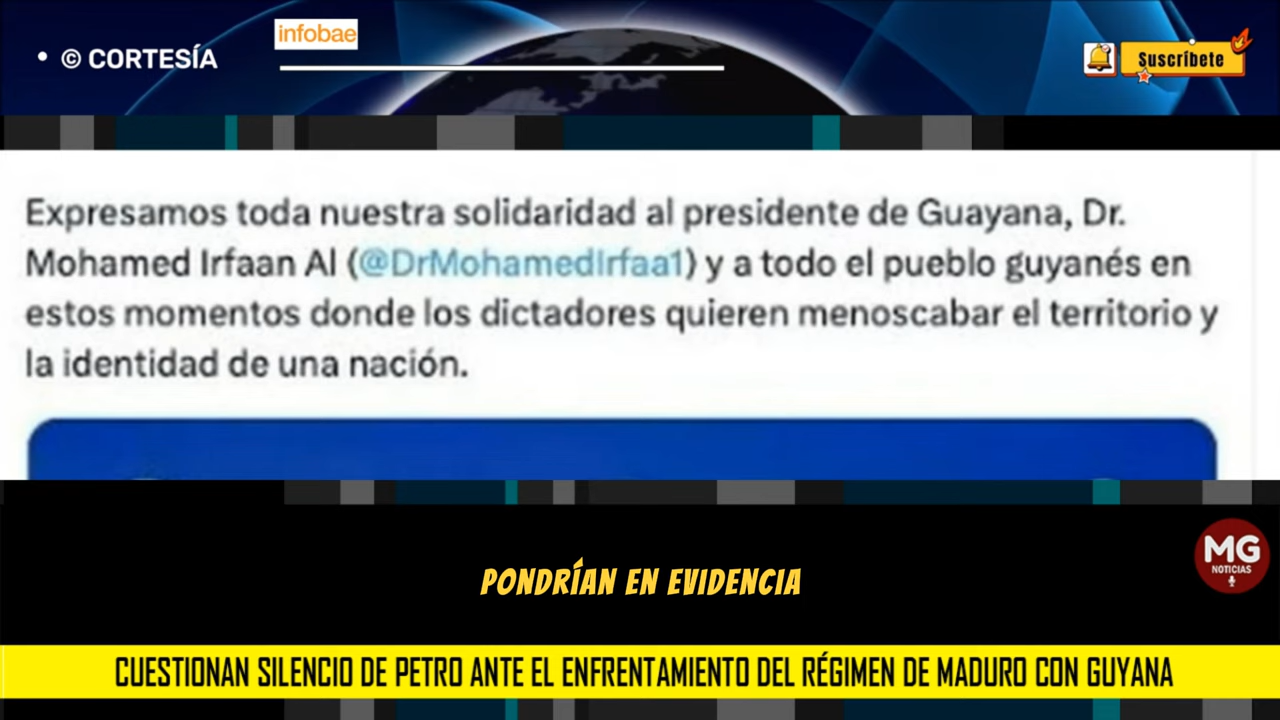 • © CORTESÍA
infobae
Suscríbete
Expresamos toda nuestra solidaridad al presidente de Guayana, Dr.
Mohamed Irfaan Al (@DrMohamedIrfaa1) y a todo el pueblo guyanés en
estos momentos donde los dictadores quieren menoscabar el territorio y
la identidad de una nación.
PONDRÍAN EN EVIDENCIA
MG
NOTICIAS
CUESTIONAN SILENCIO DE PETRO ANTE EL ENFRENTAMIENTO DEL RÉGIMEN DE MADURO CON GUYANA